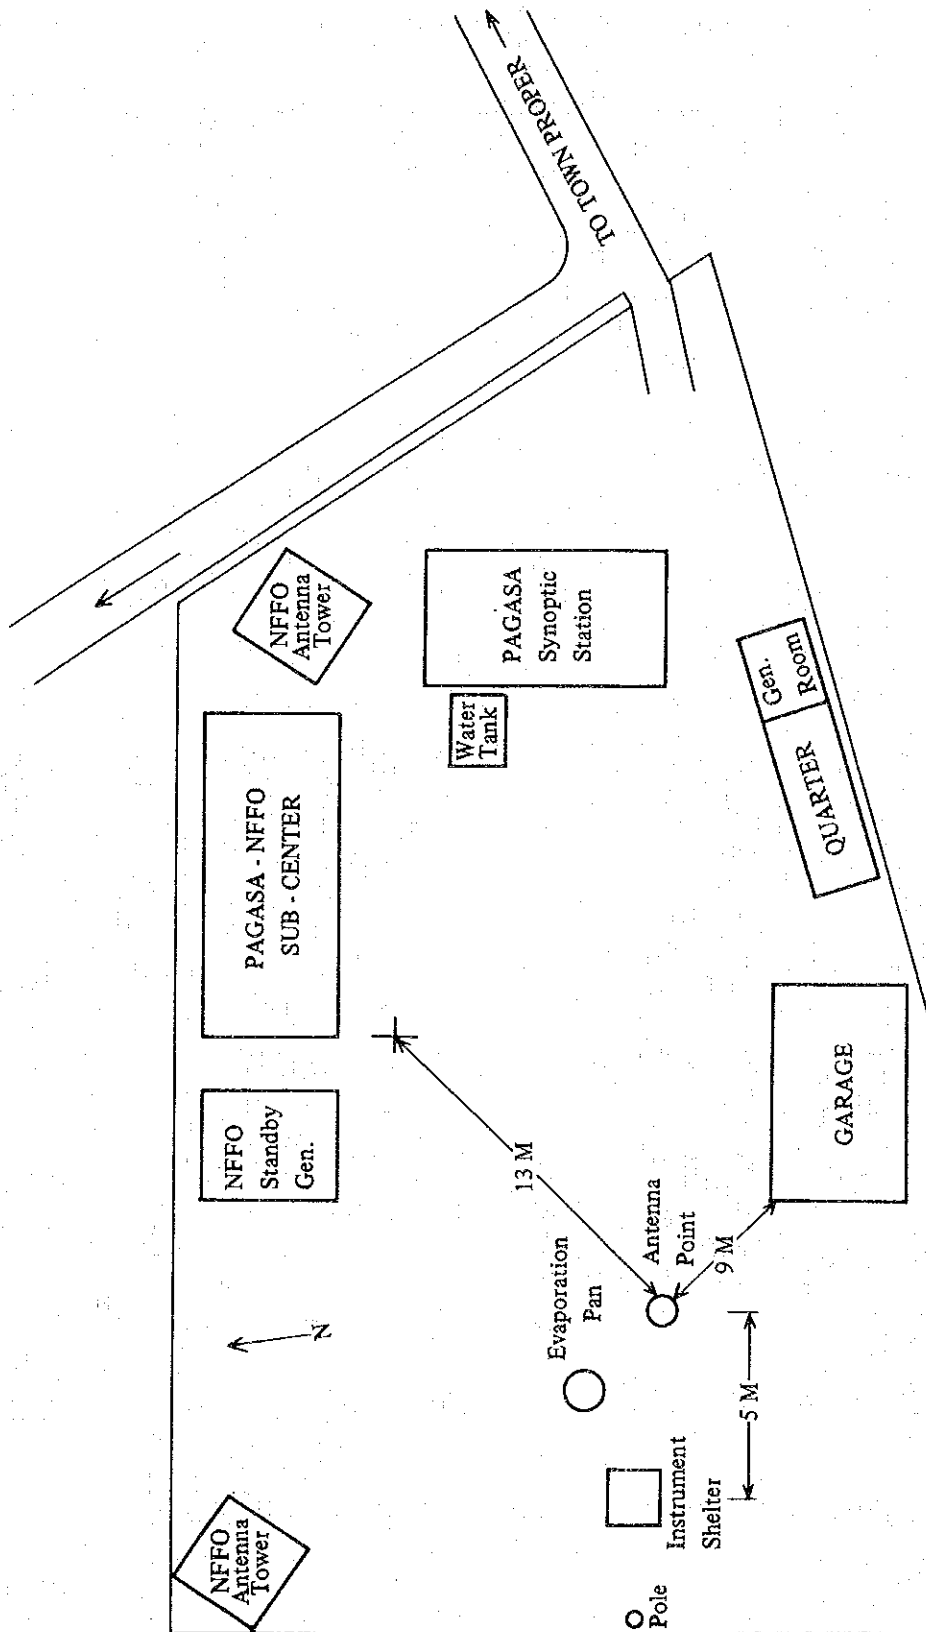 TO TOWN PROPER
NFFO
Antenna
Tower
PAGASA
Synoptic
Station
Water
Tank
Gen.
Room
QUARTER
PAGASA - NFFO
SUB - CENTER
GARAGE
NFFO
Standby
Gen.
13 M
Antenna
Point
9 M
Evaporation
Pan
N
5 M
Instrument
Shelter
NFFO
Antenna
Tower
Pole